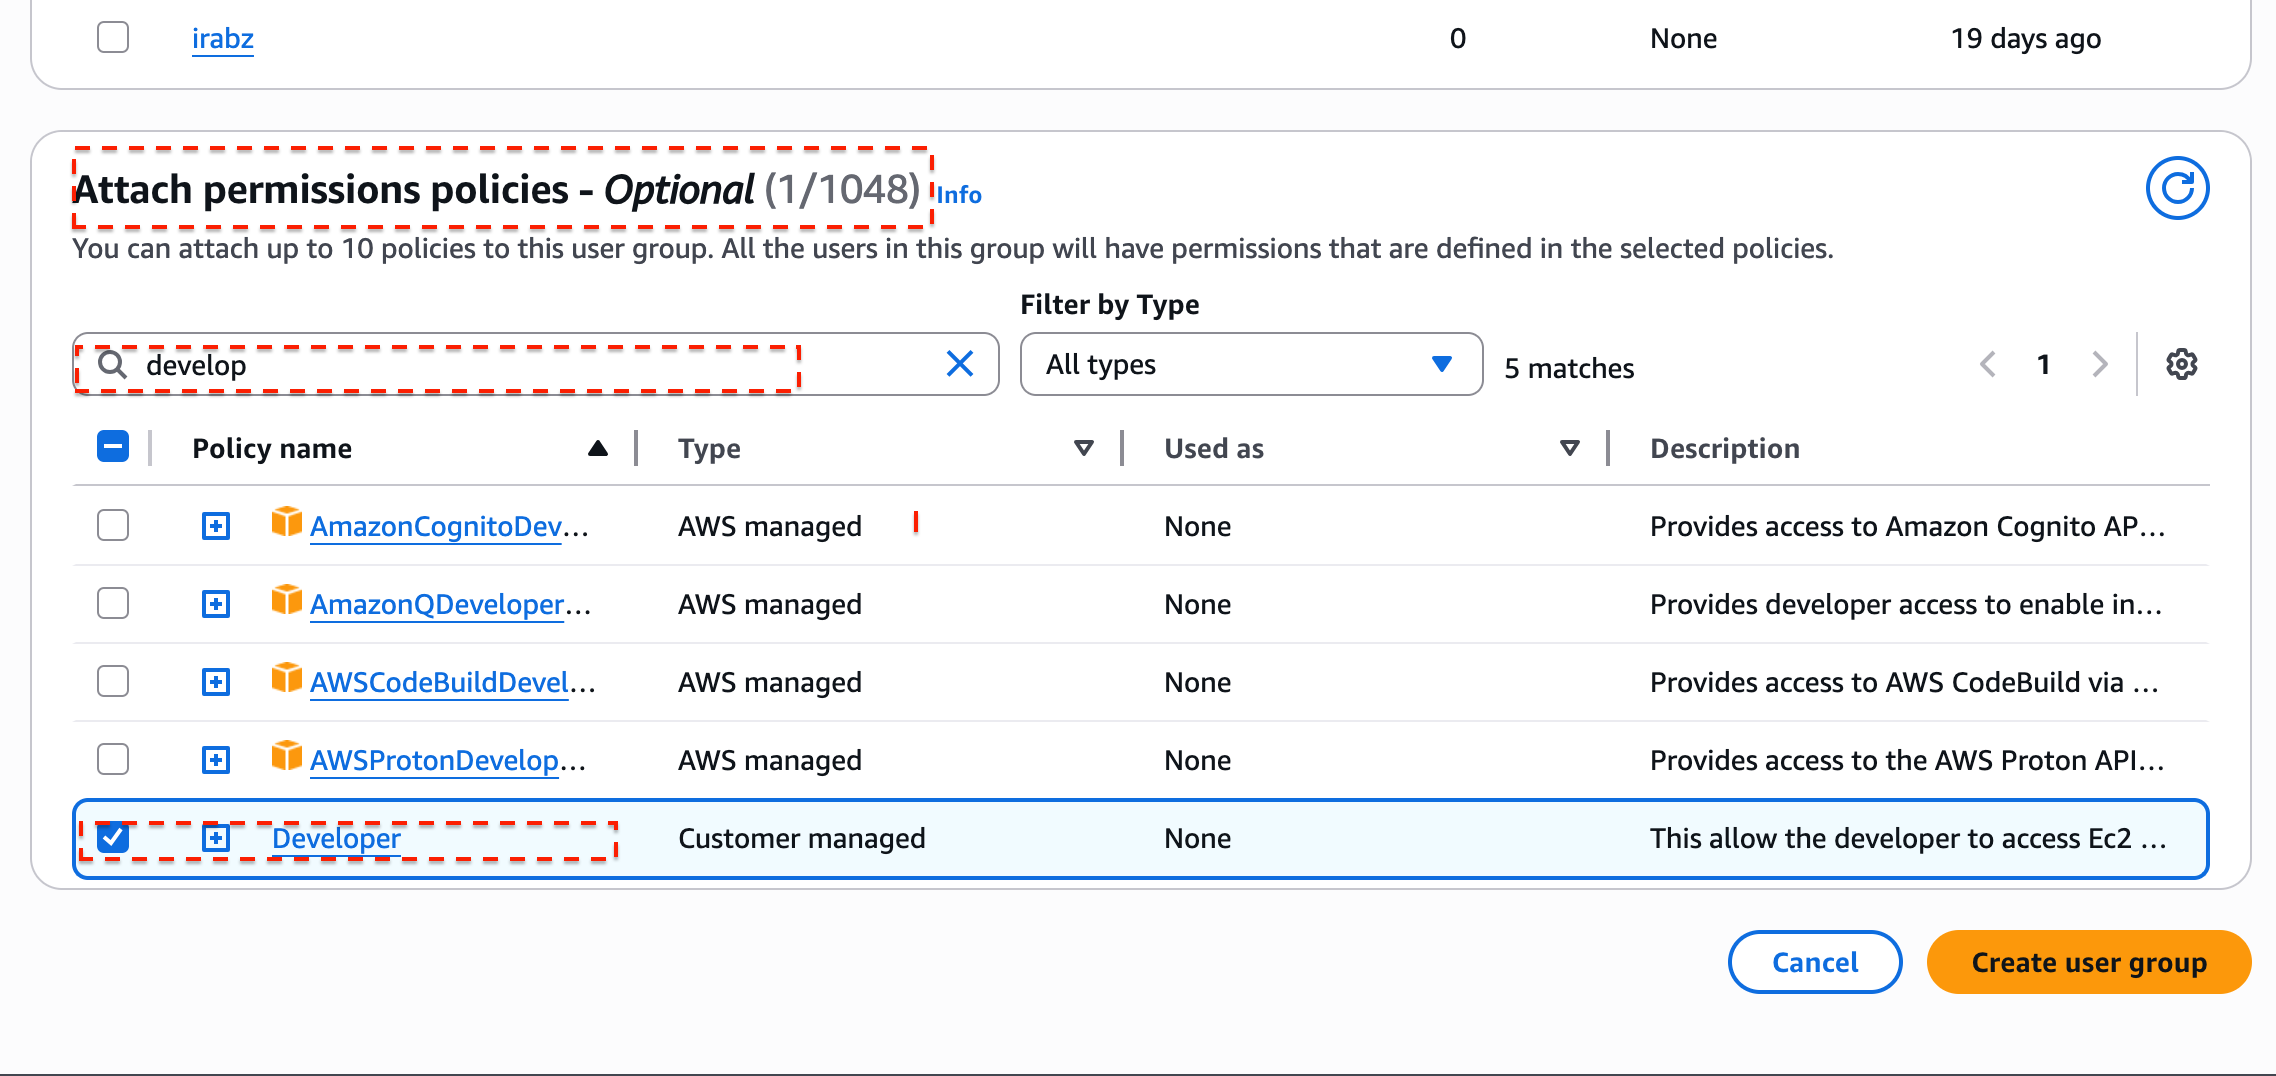 irabz 0 None 19 days ago
Attach permissions policies - Optional (1/1048) Info
You can attach up to 10 policies to this user group. All the users in this group will have permissions that are defined in the selected policies.
Filter by Type
develop All types 5 matches 1
Policy name Type Used as Description
AmazonCognitoDev... AWS managed None Provides access to Amazon Cognito AP...
AmazonQDeveloper... AWS managed None Provides developer access to enable in...
AWSCodeBuildDevel... AWS managed None Provides access to AWS CodeBuild via ...
AWSProtonDevelop... AWS managed None Provides access to the AWS Proton API...
Developer Customer managed None This allow the developer to access Ec2 ...
Cancel Create user group